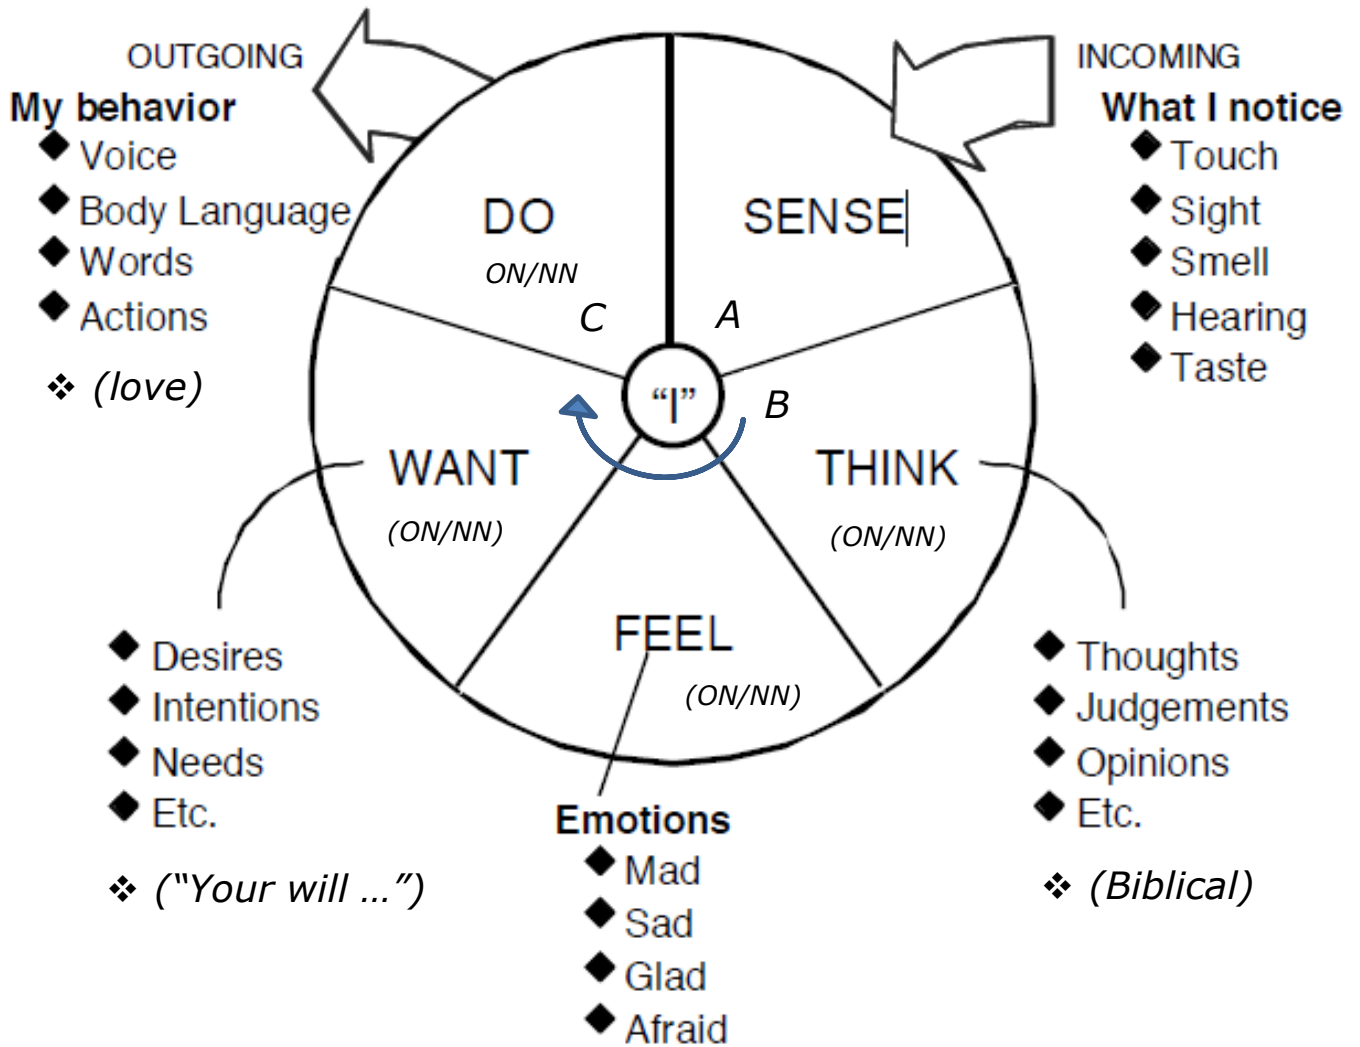 OUTGOING
My behavior
◆ Voice
◆ Body Language
◆ Words
◆ Actions
❖ (love)
INCOMING
What I notice
◆ Touch
◆ Sight
◆ Smell
◆ Hearing
◆ Taste
DO
ON/NN
C
SENSE
A
"I"
B
WANT
(ON/NN)
THINK
(ON/NN)
FEEL
(ON/NN)
◆ Desires
◆ Intentions
◆ Needs
◆ Etc.
❖ (“Your will ...”)
Emotions
◆ Mad
◆ Sad
◆ Glad
◆ Afraid
◆ Thoughts
◆ Judgements
◆ Opinions
◆ Etc.
❖ (Biblical)